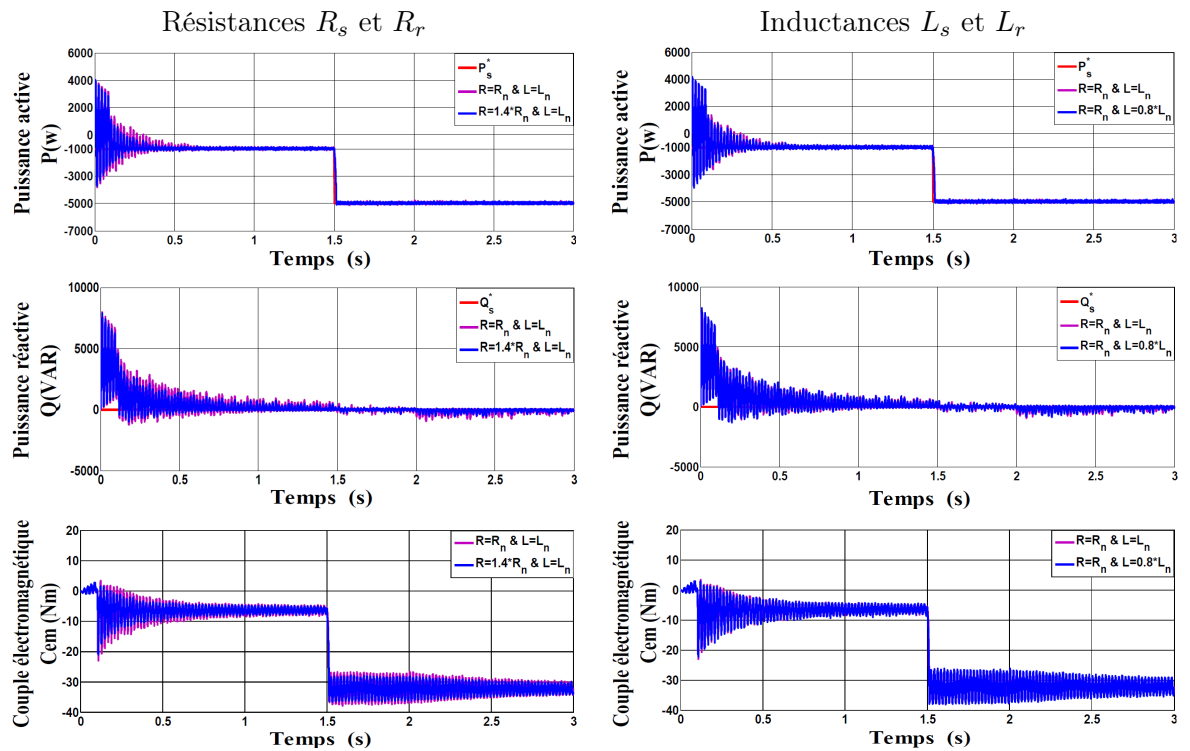 Résistances Rs et Rr
Inductances Ls et Lr
Puissance active
P(w)
6000
4000
2000
0
-1000
-3000
-5000
-7000
0
0.5
1
1.5
2
2.5
3
Temps (s)
Ps*
R=Rn & L=Ln
R=1.4*Rn & L=Ln
Puissance active
P(w)
6000
4000
2000
0
-1000
-3000
-5000
-7000
0
0.5
1
1.5
2
2.5
3
Temps (s)
Ps*
R=Rn & L=Ln
R=Rn & L=0.8*Ln
Puissance réactive
Q(VAR)
10000
5000
0
-5000
0
0.5
1
1.5
2
2.5
3
Temps (s)
Qs*
R=Rn & L=Ln
R=1.4*Rn & L=Ln
Puissance réactive
Q(VAR)
10000
5000
0
-5000
0
0.5
1
1.5
2
2.5
3
Temps (s)
Qs*
R=Rn & L=Ln
R=Rn & L=0.8*Ln
Couple électromagnétique
Cem (Nm)
20
10
0
-10
-20
-30
-40
0
0.5
1
1.5
2
2.5
3
Temps (s)
R=Rn & L=Ln
R=1.4*Rn & L=Ln
Couple électromagnétique
Cem (Nm)
20
10
0
-10
-20
-30
-40
0
0.5
1
1.5
2
2.5
3
Temps (s)
R=Rn & L=Ln
R=Rn & L=0.8*Ln